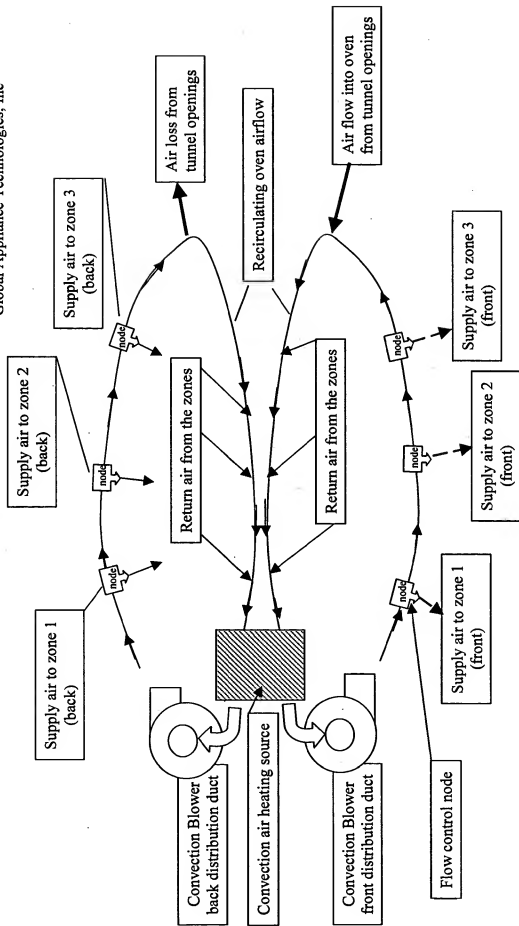 Global Appliance Technologies, Inc
Supply air to zone 1
(back)
Supply air to zone 2
(back)
Supply air to zone 3
(back)
node
node
node
Air loss from
tunnel openings
Convection Blower
back distribution duct
Return air from the zones
Recirculating oven airflow
Convection air heating source
Return air from the zones
Convection Blower
front distribution duct
Air flow into oven
from tunnel openings
node
node
node
Flow control node
Supply air to zone 1
(front)
Supply air to zone 2
(front)
Supply air to zone 3
(front)